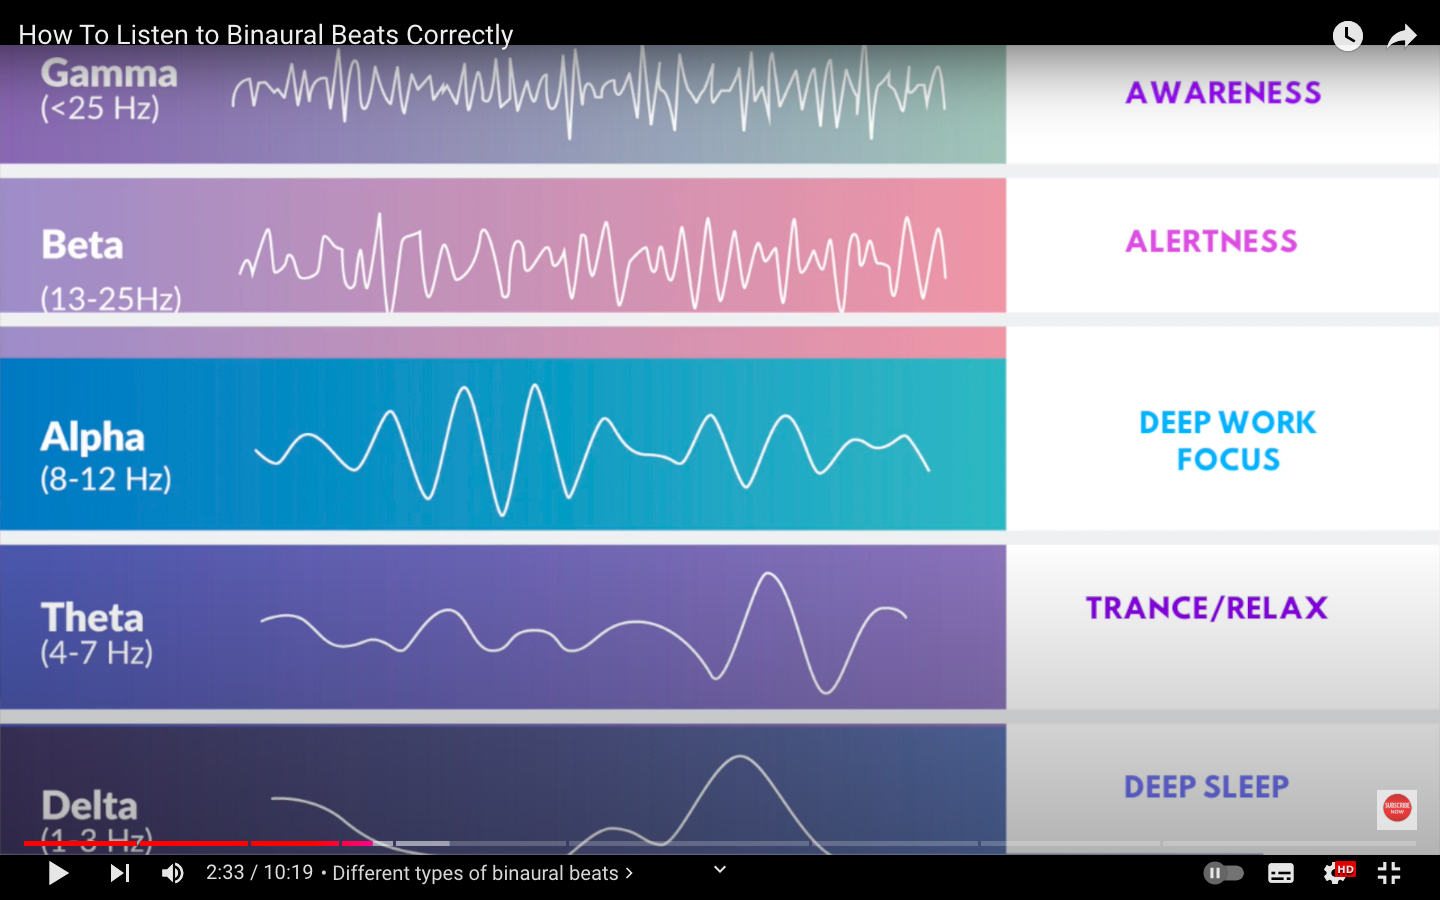 How To Listen to Binaural Beats Correctly
Gamma
(<25 Hz)
AWARENESS
Beta
(13-25Hz)
ALERTNESS
Alpha
(8-12 Hz)
DEEP WORK
FOCUS
Theta
(4-7 Hz)
TRANCE/RELAX
Delta
(1-3 Hz)
DEEP SLEEP
SUBSCRIBE
NOW
2:33 / 10:19 • Different types of binaural beats
HD